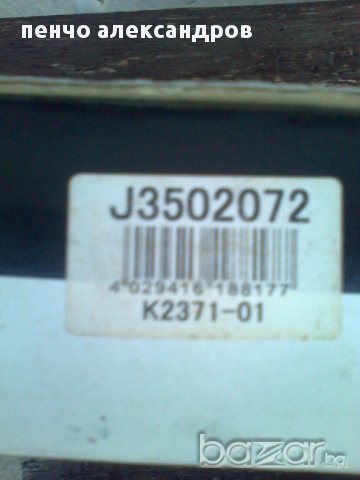 пенчо александров
J3502072
4 029416 188177
K2371-01
bazar.bg